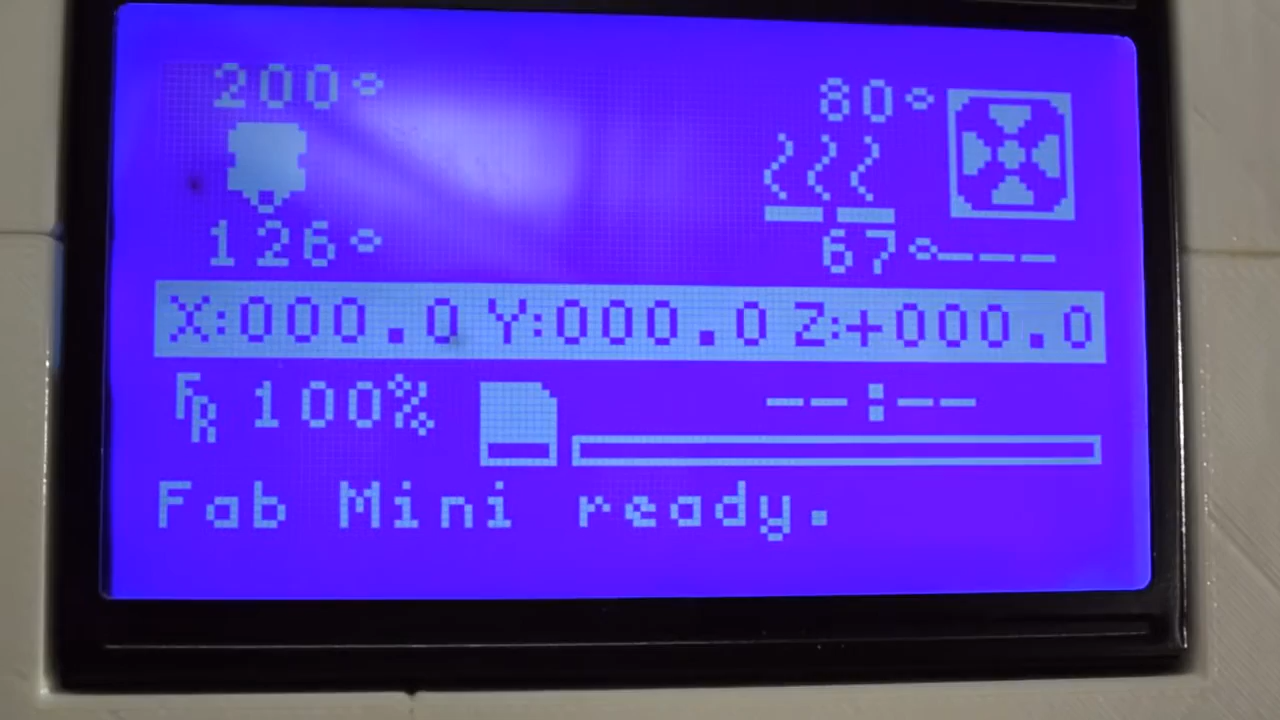 200° 80°
126° 67°---
X:000.0 Y:000.0 Z:+000.0
FR 100% --:--
Fab Mini ready.